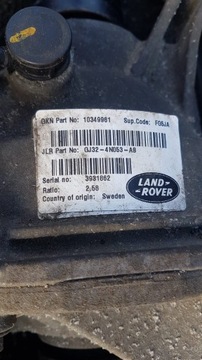 GKN Part No: 10349981 Sup.Code: F08JA
JLR Part No: GJ32-4N053-AB
Serial no: 3931862
Ratio: 2,58
Country of origin: Sweden
LAND-
ROVER